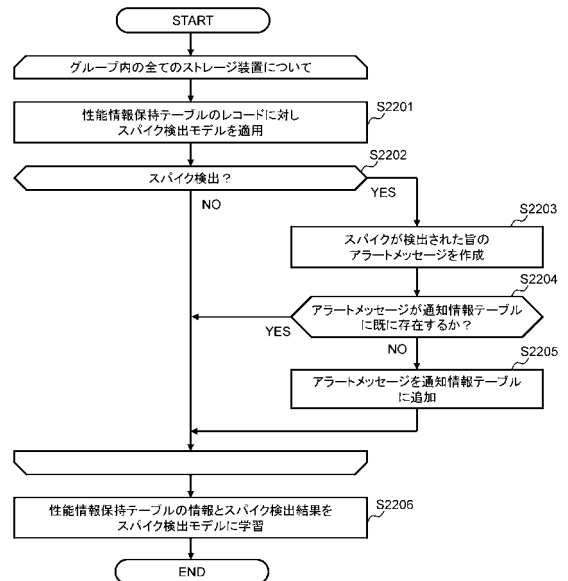 START
グループ内の全てのストレージ装置について
S2201
性能情報保持テーブルのレコードに対し
スパイク検出モデルを適用
S2202
スパイク検出？
YES
NO
S2203
スパイクが検出された旨の
アラートメッセージを作成
S2204
アラートメッセージが通知情報テーブル
に既に存在するか？
YES
NO
S2205
アラートメッセージを通知情報テーブル
に追加
S2206
性能情報保持テーブルの情報とスパイク検出結果を
スパイク検出モデルに学習
END